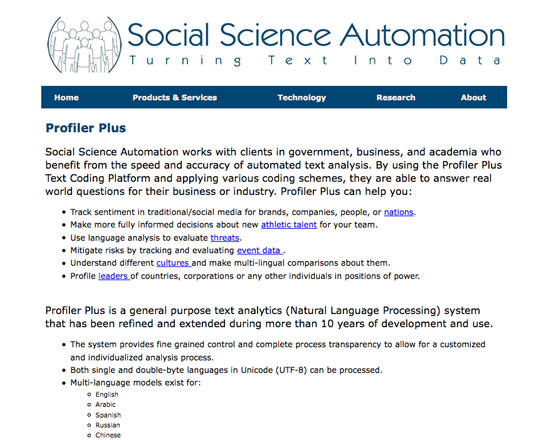 Social Science Automation
Turning Text Into Data
Home Products & Services Technology Research About
Profiler Plus
Social Science Automation works with clients in government, business, and academia who
benefit from the speed and accuracy of automated text analysis. By using the Profiler Plus
Text Coding Platform and applying various coding schemes, they are able to answer real
world questions for their business or industry. Profiler Plus can help you:
• Track sentiment in traditional/social media for brands, companies, people, or nations.
• Make more fully informed decisions about new athletic talent for your team.
• Use language analysis to evaluate threats.
• Mitigate risks by tracking and evaluating event data .
• Understand different cultures and make multi-lingual comparisons about them.
• Profile leaders of countries, corporations or any other individuals in positions of power.
Profiler Plus is a general purpose text analytics (Natural Language Processing) system
that has been refined and extended during more than 10 years of development and use.
• The system provides fine grained control and complete process transparency to allow for a customized
and individualized analysis process.
• Both single and double-byte languages in Unicode (UTF-8) can be processed.
• Multi-language models exist for:
○ English
○ Arabic
○ Spanish
○ Russian
○ Chinese